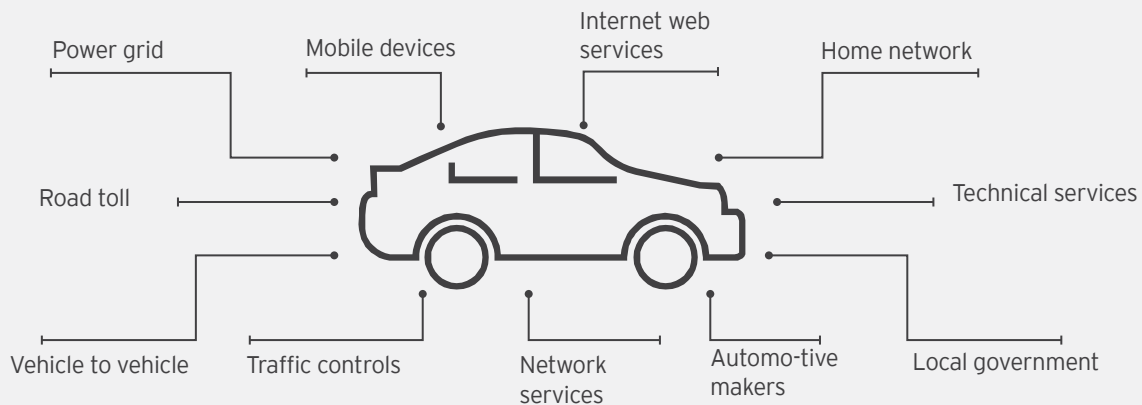 Power grid
Mobile devices
Internet web
services
Home network
Road toll
Technical services
Vehicle to vehicle
Traffic controls
Network
services
Automo-tive
makers
Local government